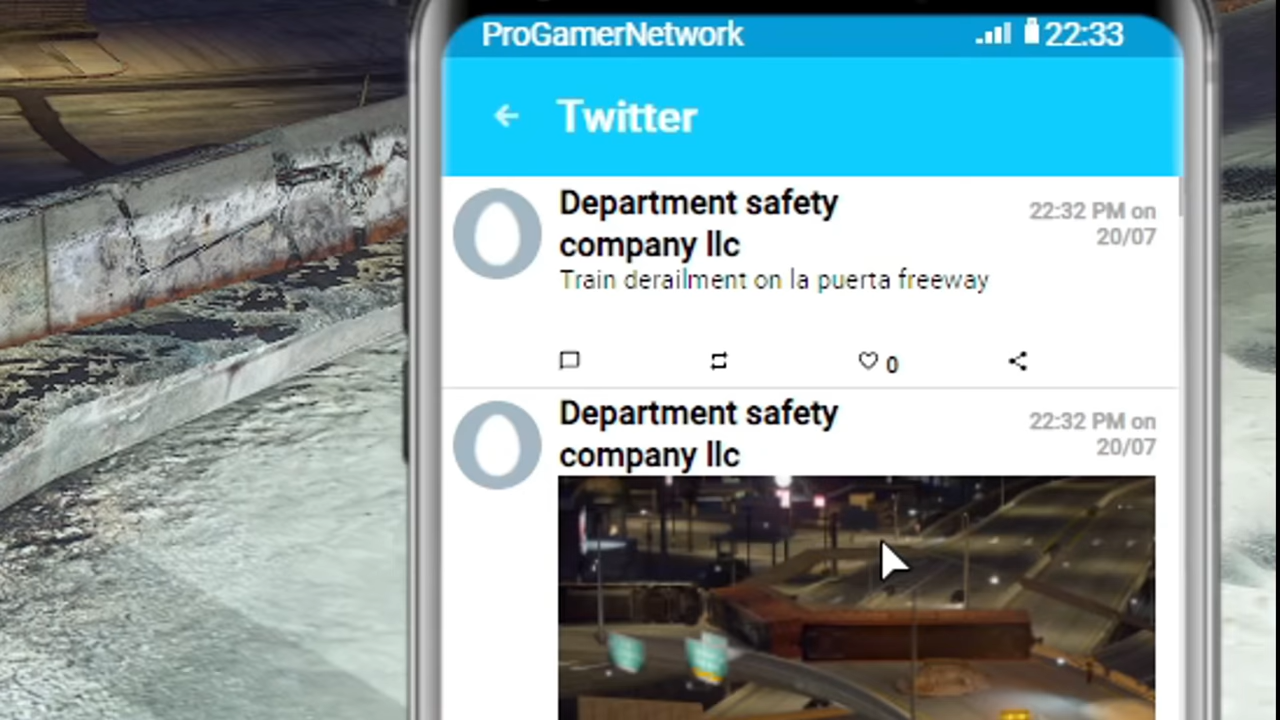 ProGamerNetwork 22:33
Twitter
Department safety
company llc
22:32 PM on
20/07
Train derailment on la puerta freeway
0
Department safety
company llc
22:32 PM on
20/07